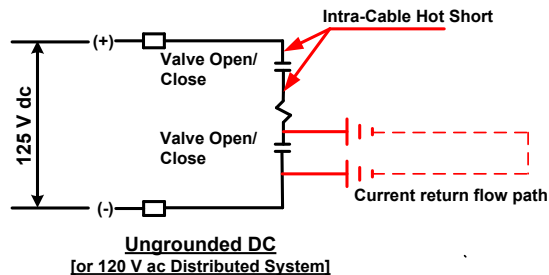 Intra-Cable Hot Short
(+)
Valve Open/
Close
125 V dc
Valve Open/
Close
Current return flow path
(-)
Ungrounded DC
[or 120 V ac Distributed System]